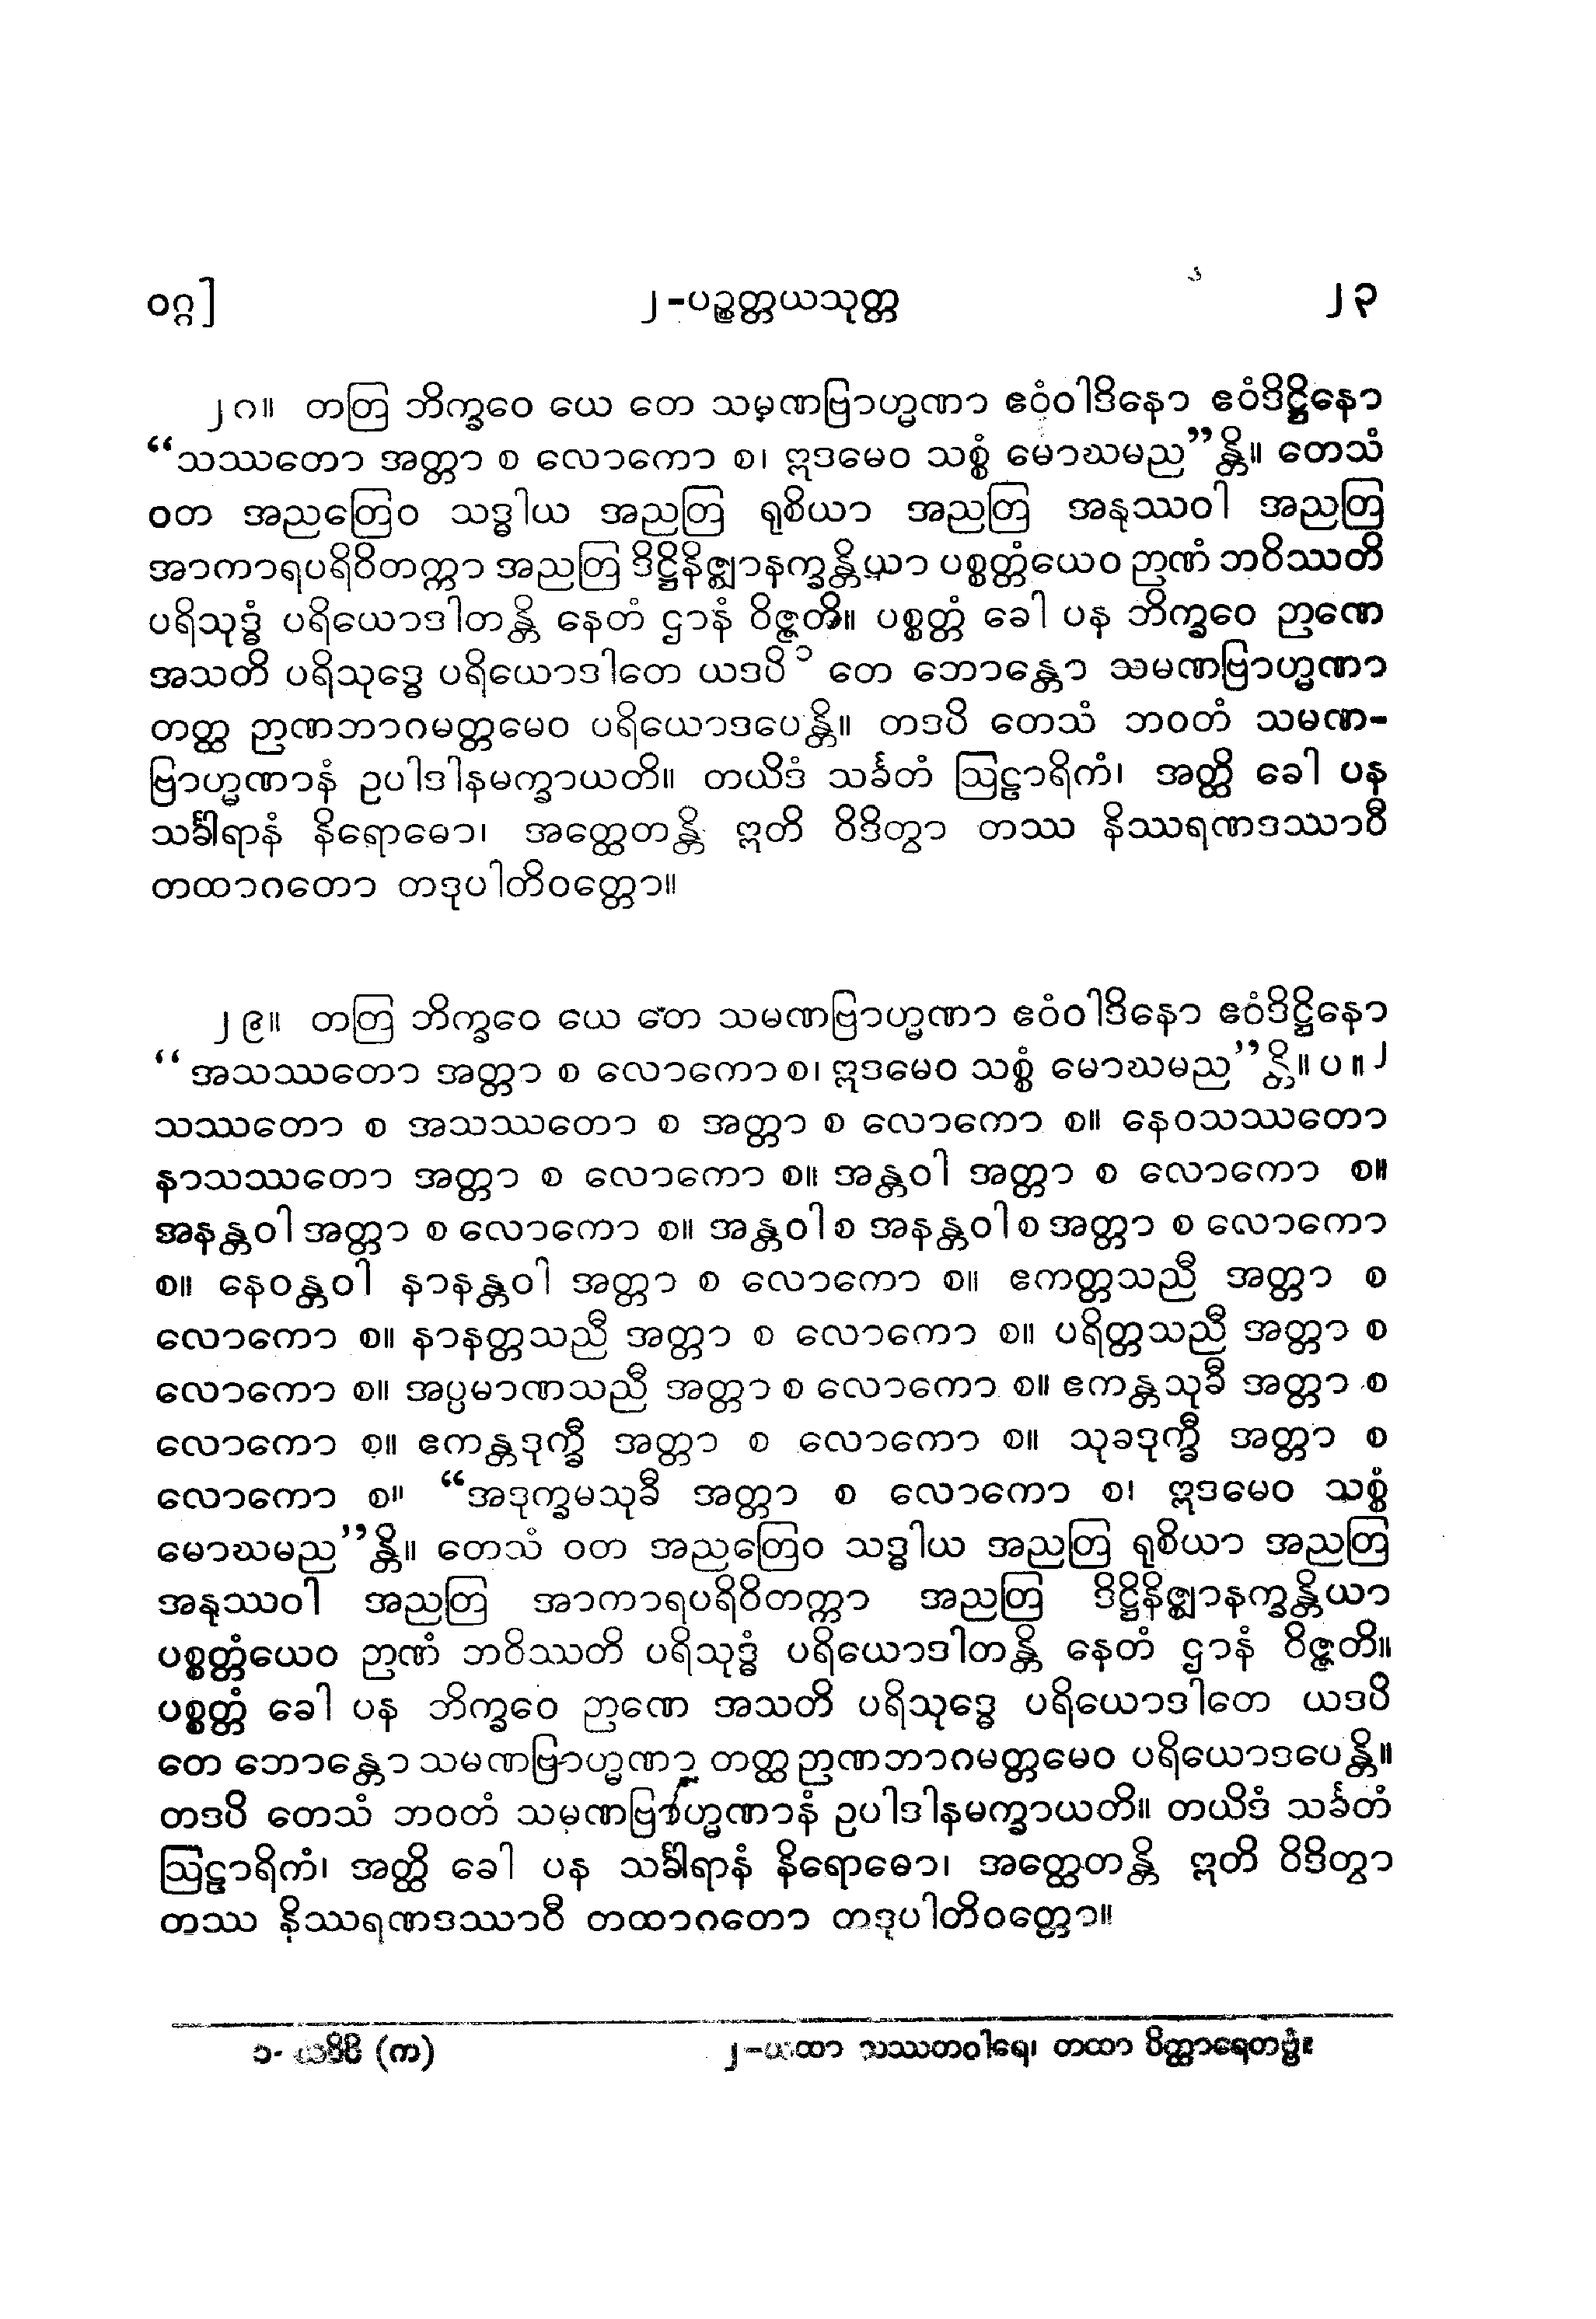 ဝဂ္ဂ] ၂-ပဉ္စတ္တယသုတ္တ ၂၃
၂၈။ တတြ ဘိက္ခဝေ ယေ တေ သမဏဗြာဟ္မဏာ ဧဝံဝါဒိနော ဧဝံဒိဋ္ဌိနော
“သဿတော အတ္တာ စ လောကော စ၊ ဣဒမေဝ သစ္စံ မောဃမည”န္တိ။ တေသံ
ဝတ အညတြေဝ သဒ္ဓါယ အညတြ ရုစိယာ အညတြ အနုဿဝါ အညတြ
အာကာရပရိဝိတက္ကာ အညတြ ဒိဋ္ဌိနိဇ္ဈာနက္ခန္တိယာ ပစ္စတ္တံယေဝ ဉာဏံ ဘဝိဿတိ
ပရိသုဒ္ဓံ ပရိယောဒါတန္တိ နေတံ ဌာနံ ဝိဇ္ဇတိ။ ပစ္စတ္တံ ခေါ ပန ဘိက္ခဝေ ဉာဏေ
အသတိ ပရိသုဒ္ဓေ ပရိယောဒါတေ ယဒပိ ၁ တေ ဘောန္တော သမဏဗြာဟ္မဏာ
တတ္ထ ဉာဏဘာဂမတ္တမေဝ ပရိယောဒပေန္တိ။ တဒပိ တေသံ ဘဝတံ သမဏ-
ဗြာဟ္မဏာနံ ဥပါဒါနမက္ခာယတိ။ တယိဒံ သင်္ခတံ ဩဠာရိကံ၊ အတ္ထိ ခေါ ပန
သင်္ခါရာနံ နိရောဓော၊ အတ္ထေတန္တိ ဣတိ ဝိဒိတွာ တဿ နိဿရဏဒဿာဝီ
တထာဂတော တဒုပါတိဝတ္တော။
၂၉။ တတြ ဘိက္ခဝေ ယေ တေ သမဏဗြာဟ္မဏာ ဧဝံဝါဒိနော ဧဝံဒိဋ္ဌိနော
“အသဿတော အတ္တာ စ လောကော စ၊ ဣဒမေဝ သစ္စံ မောဃမည”န္တိ။ ပ။ ၂
သဿတော စ အသဿတော စ အတ္တာ စ လောကော စ။ နေဝသဿတော
နာသဿတော အတ္တာ စ လောကော စ။ အန္တဝါ အတ္တာ စ လောကော စ။
အနန္တဝါ အတ္တာ စ လောကော စ။ အန္တဝါ စ အနန္တဝါ စ အတ္တာ စ လောကော
စ။ နေဝန္တဝါ နာနန္တဝါ အတ္တာ စ လောကော စ။ ဧကတ္တသညီ အတ္တာ စ
လောကော စ။ နာနတ္တသညီ အတ္တာ စ လောကော စ။ ပရိတ္တသညီ အတ္တာ စ
လောကော စ။ အပ္ပမာဏသညီ အတ္တာ စ လောကော စ။ ဧကန္တသုခီ အတ္တာ စ
လောကော စ။ ဧကန္တဒုက္ခီ အတ္တာ စ လောကော စ။ သုခဒုက္ခီ အတ္တာ စ
လောကော စ။ “အဒုက္ခမသုခီ အတ္တာ စ လောကော စ၊ ဣဒမေဝ သစ္စံ
မောဃမည”န္တိ။ တေသံ ဝတ အညတြေဝ သဒ္ဓါယ အညတြ ရုစိယာ အညတြ
အနုဿဝါ အညတြ အာကာရပရိဝိတက္ကာ အညတြ ဒိဋ္ဌိနိဇ္ဈာနက္ခန္တိယာ
ပစ္စတ္တံယေဝ ဉာဏံ ဘဝိဿတိ ပရိသုဒ္ဓံ ပရိယောဒါတန္တိ နေတံ ဌာနံ ဝိဇ္ဇတိ။
ပစ္စတ္တံ ခေါ ပန ဘိက္ခဝေ ဉာဏေ အသတိ ပရိသုဒ္ဓေ ပရိယောဒါတေ ယဒပိ
တေ ဘောန္တော သမဏဗြာဟ္မဏာ တတ္ထ ဉာဏဘာဂမတ္တမေဝ ပရိယောဒပေန္တိ။
တဒပိ တေသံ ဘဝတံ သမဏဗြာဟ္မဏာနံ ဥပါဒါနမက္ခာယတိ။ တယိဒံ သင်္ခတံ
ဩဠာရိကံ၊ အတ္ထိ ခေါ ပန သင်္ခါရာနံ နိရောဓော၊ အတ္ထေတန္တိ ဣတိ ဝိဒိတွာ
တဿ နိဿရဏဒဿာဝီ တထာဂတော တဒုပါတိဝတ္တော။
၁- ယဒိပိ (က) ၂-ယထာ သဿတဝါရေ၊ တထာ ဝိတ္ထာရေတဗ္ဗံ။